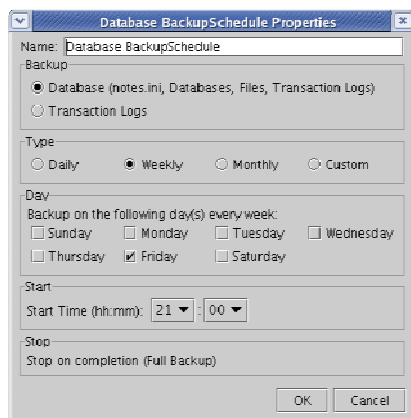 Database BackupSchedule Properties
Name: Database BackupSchedule
Backup
Database (notes.ini, Databases, Files, Transaction Logs)
Transaction Logs
Type
Daily Weekly Monthly Custom
Day
Backup on the following day(s) every week:
Sunday Monday Tuesday Wednesday
Thursday Friday Saturday
Start
Start Time (hh:mm): 21 : 00
Stop
Stop on completion (Full Backup)
OK Cancel